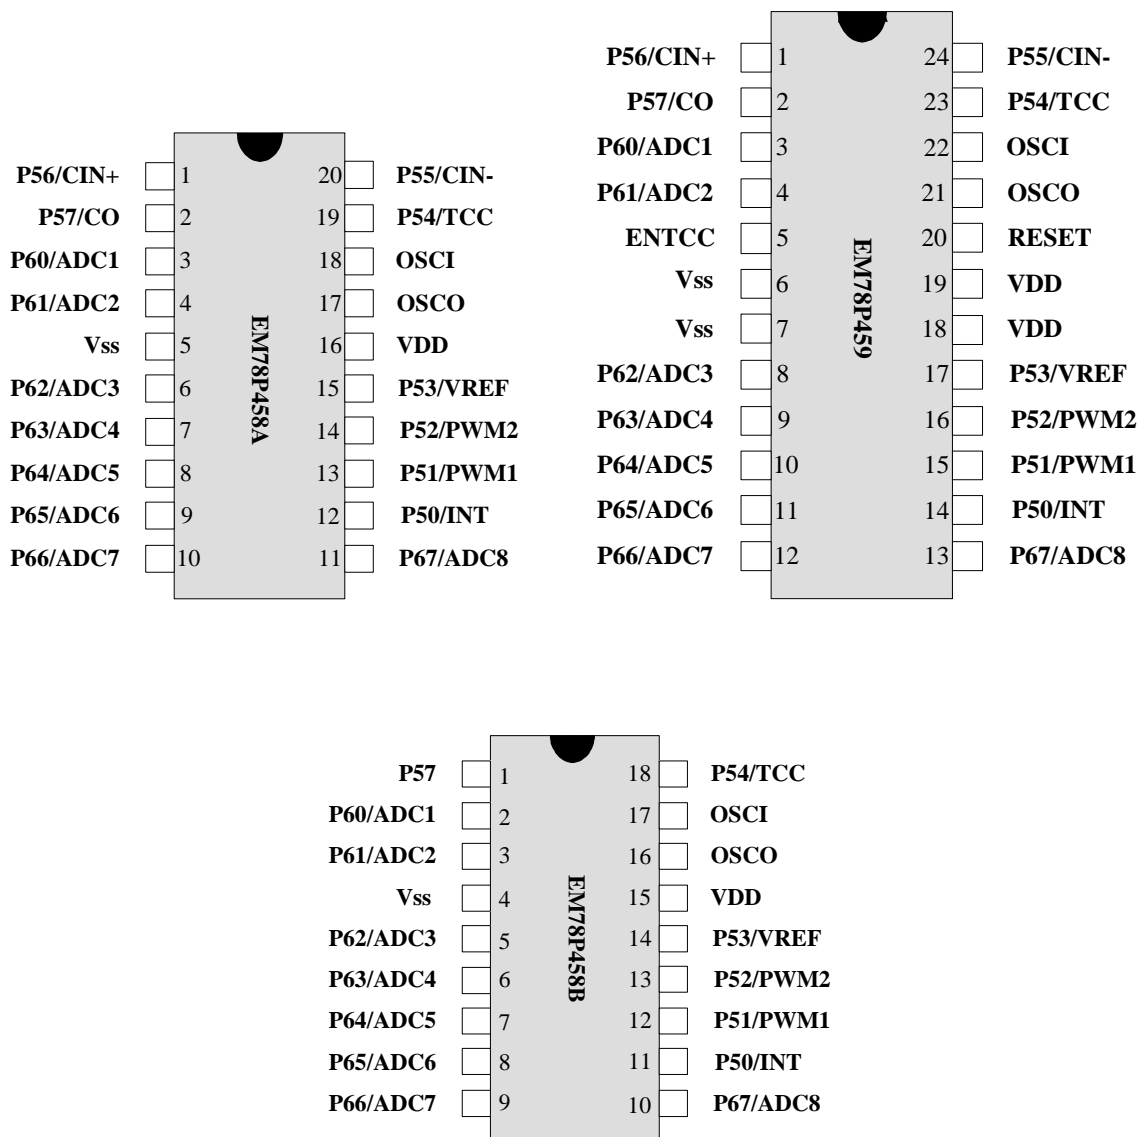 P56/CIN+ 1 20 P55/CIN-
P57/CO 2 19 P54/TCC
P60/ADC1 3 18 OSCI
P61/ADC2 4 17 OSCO
Vss 5 16 VDD
P62/ADC3 6 15 P53/VREF
P63/ADC4 7 14 P52/PWM2
P64/ADC5 8 13 P51/PWM1
P65/ADC6 9 12 P50/INT
P66/ADC7 10 11 P67/ADC8
EM78P458A
P56/CIN+ 1 24 P55/CIN-
P57/CO 2 23 P54/TCC
P60/ADC1 3 22 OSCI
P61/ADC2 4 21 OSCO
ENTCC 5 20 RESET
Vss 6 19 VDD
Vss 7 18 VDD
P62/ADC3 8 17 P53/VREF
P63/ADC4 9 16 P52/PWM2
P64/ADC5 10 15 P51/PWM1
P65/ADC6 11 14 P50/INT
P66/ADC7 12 13 P67/ADC8
EM78P459
P57 1 18 P54/TCC
P60/ADC1 2 17 OSCI
P61/ADC2 3 16 OSCO
Vss 4 15 VDD
P62/ADC3 5 14 P53/VREF
P63/ADC4 6 13 P52/PWM2
P64/ADC5 7 12 P51/PWM1
P65/ADC6 8 11 P50/INT
P66/ADC7 9 10 P67/ADC8
EM78P458B